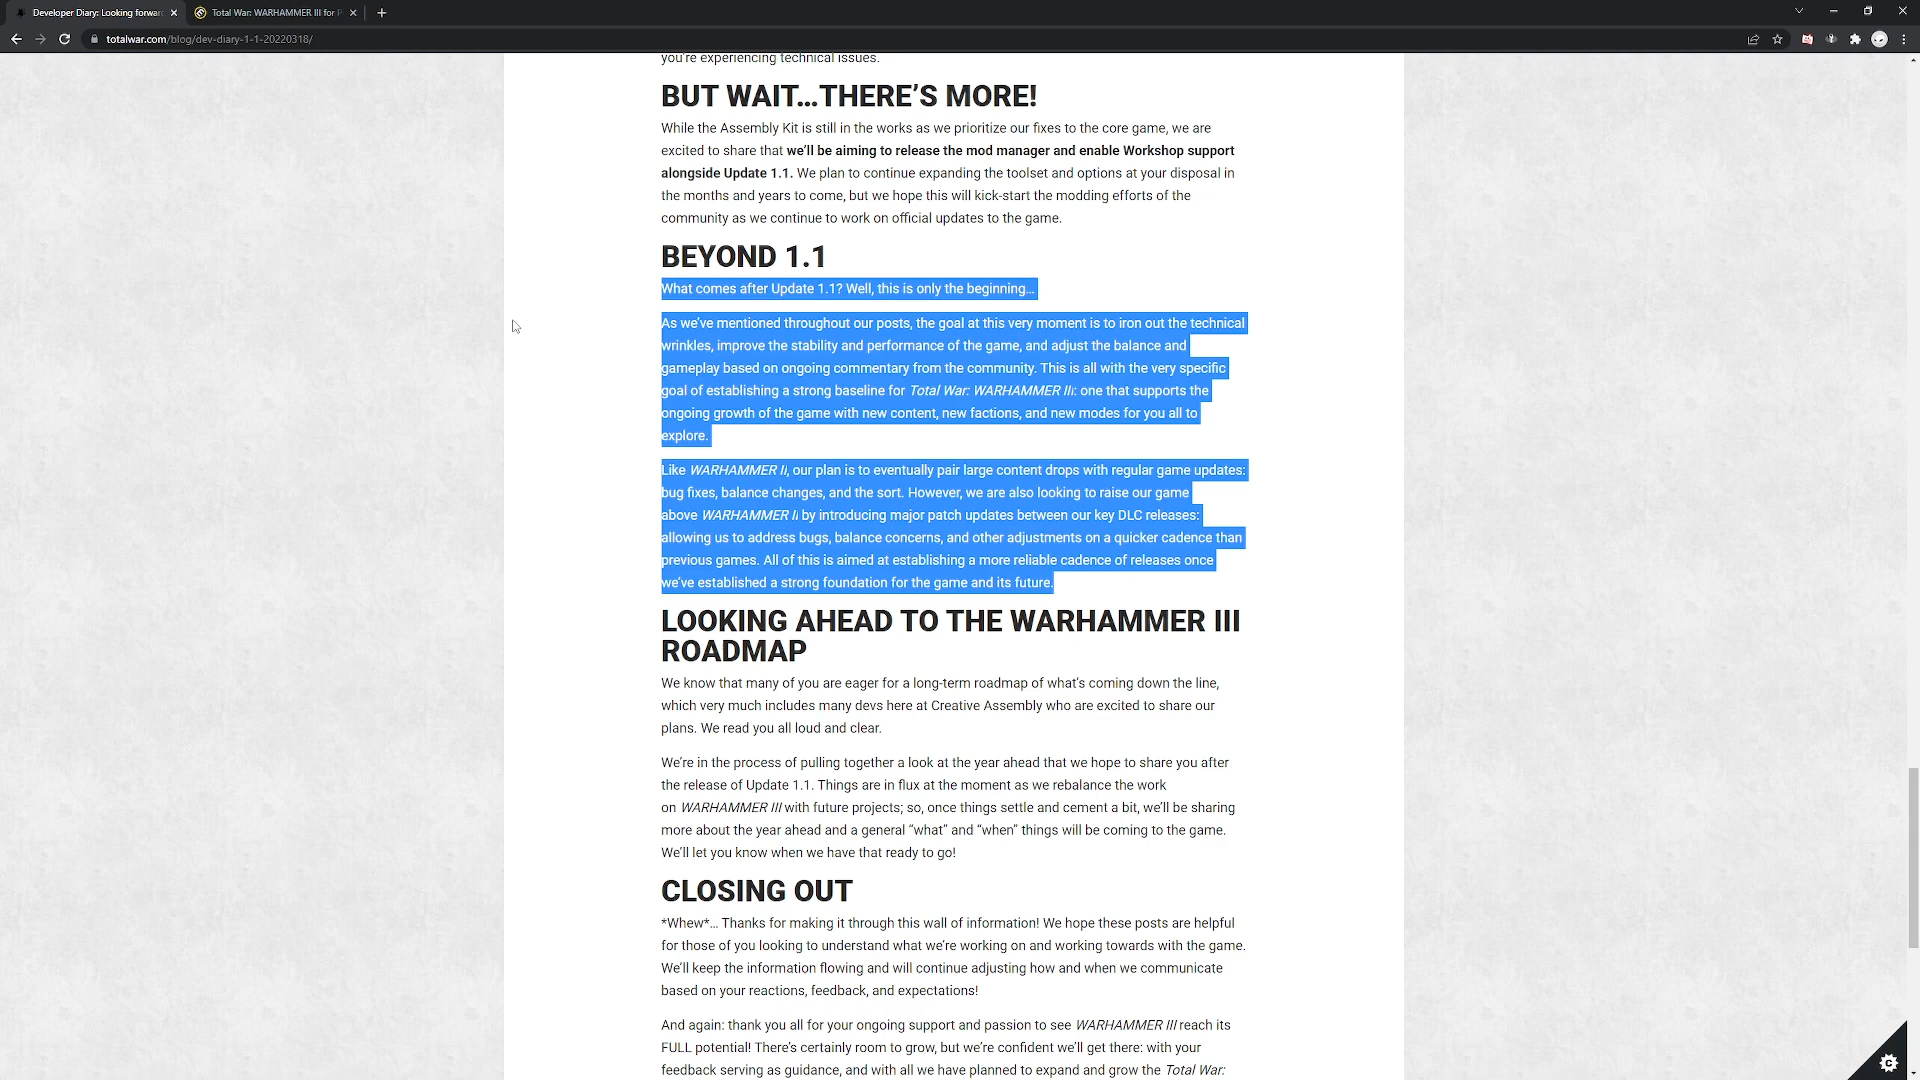 Developer Diary: Looking forwar
Total War: WARHAMMER III for P
totalwar.com/blog/dev-diary-1-1-20220318/
you're experiencing technical issues.
BUT WAIT…THERE'S MORE!
While the Assembly Kit is still in the works as we prioritize our fixes to the core game, we are
excited to share that we'll be aiming to release the mod manager and enable Workshop support
alongside Update 1.1. We plan to continue expanding the toolset and options at your disposal in
the months and years to come, but we hope this will kick-start the modding efforts of the
community as we continue to work on official updates to the game.
BEYOND 1.1
What comes after Update 1.1? Well, this is only the beginning…
As we've mentioned throughout our posts, the goal at this very moment is to iron out the technical
wrinkles, improve the stability and performance of the game, and adjust the balance and
gameplay based on ongoing commentary from the community. This is all with the very specific
goal of establishing a strong baseline for Total War: WARHAMMER III: one that supports the
ongoing growth of the game with new content, new factions, and new modes for you all to
explore.
Like WARHAMMER II, our plan is to eventually pair large content drops with regular game updates:
bug fixes, balance changes, and the sort. However, we are also looking to raise our game
above WARHAMMER II by introducing major patch updates between our key DLC releases:
allowing us to address bugs, balance concerns, and other adjustments on a quicker cadence than
previous games. All of this is aimed at establishing a more reliable cadence of releases once
we've established a strong foundation for the game and its future.
LOOKING AHEAD TO THE WARHAMMER III
ROADMAP
We know that many of you are eager for a long-term roadmap of what's coming down the line,
which very much includes many devs here at Creative Assembly who are excited to share our
plans. We read you all loud and clear.
We're in the process of pulling together a look at the year ahead that we hope to share you after
the release of Update 1.1. Things are in flux at the moment as we rebalance the work
on WARHAMMER III with future projects; so, once things settle and cement a bit, we'll be sharing
more about the year ahead and a general "what" and "when" things will be coming to the game.
We'll let you know when we have that ready to go!
CLOSING OUT
*Whew*… Thanks for making it through this wall of information! We hope these posts are helpful
for those of you looking to understand what we're working on and working towards with the game.
We'll keep the information flowing and will continue adjusting how and when we communicate
based on your reactions, feedback, and expectations!
And again: thank you all for your ongoing support and passion to see WARHAMMER III reach its
FULL potential! There's certainly room to grow, but we're confident we'll get there: with your
feedback serving as guidance, and with all we have planned to expand and grow the Total War: